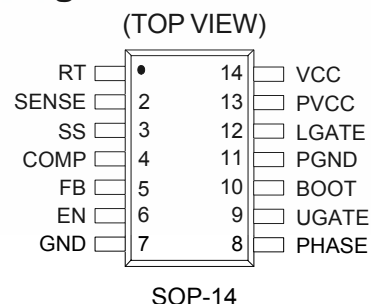 (TOP VIEW)
RT 14 VCC
SENSE 2 13 PVCC
SS 3 12 LGATE
COMP 4 11 PGND
FB 5 10 BOOT
EN 6 9 UGATE
GND 7 8 PHASE
SOP-14